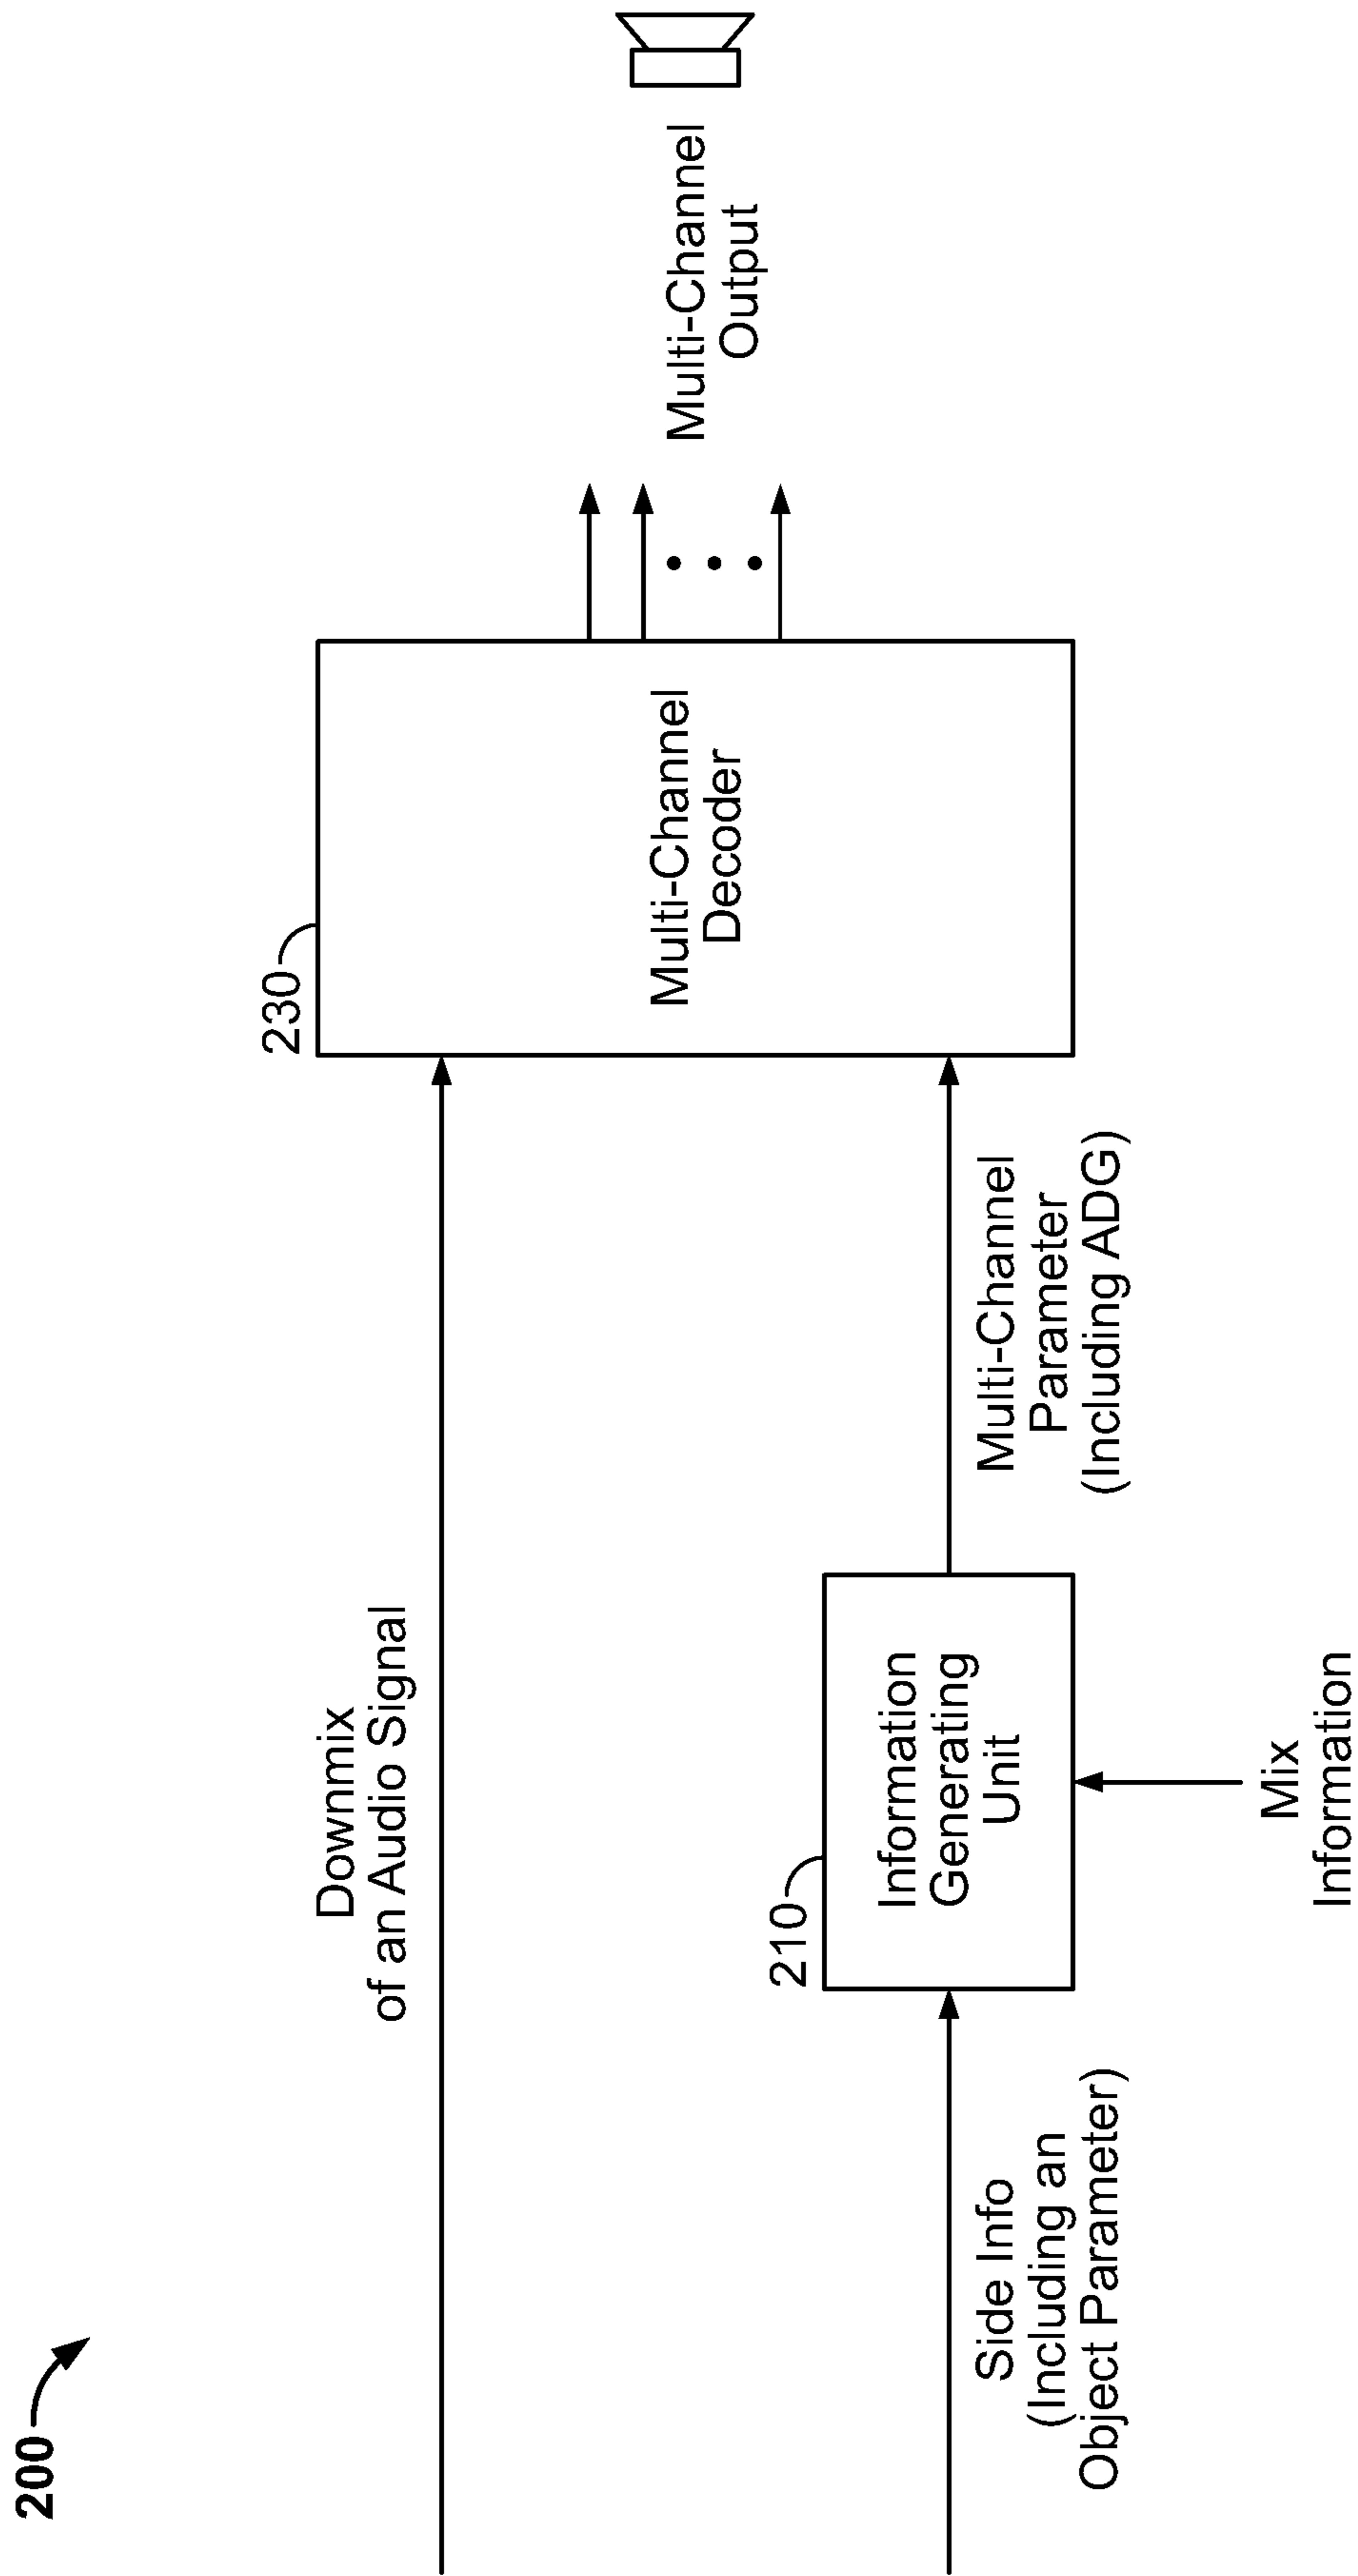 200
Downmix
of an Audio Signal
230
Multi-Channel
Decoder
Multi-Channel
Output
Side Info
(Including an
Object Parameter)
210
Information
Generating
Unit
Mix
Information
Multi-Channel
Parameter
(Including ADG)